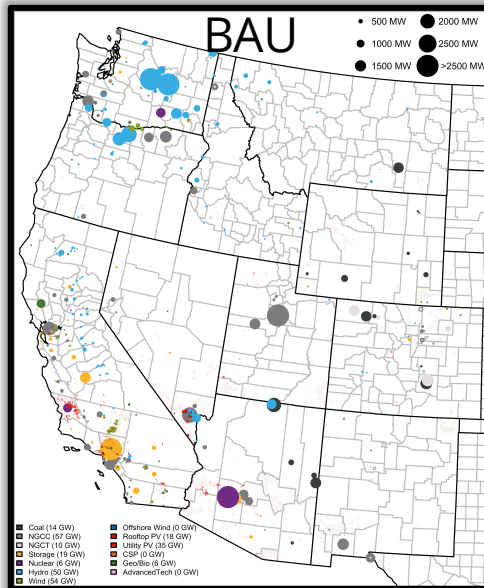 BAU
500 MW
2000 MW
1000 MW
2500 MW
1500 MW
>2500 MW
Coal (14 GW)
NGCC (57 GW)
NGCT (10 GW)
Storage (19 GW)
Nuclear (6 GW)
Hydro (50 GW)
Wind (54 GW)
Offshore Wind (0 GW)
Rooftop PV (18 GW)
Utility PV (35 GW)
CSP (0 GW)
Geo/Bio (6 GW)
AdvancedTech (0 GW)